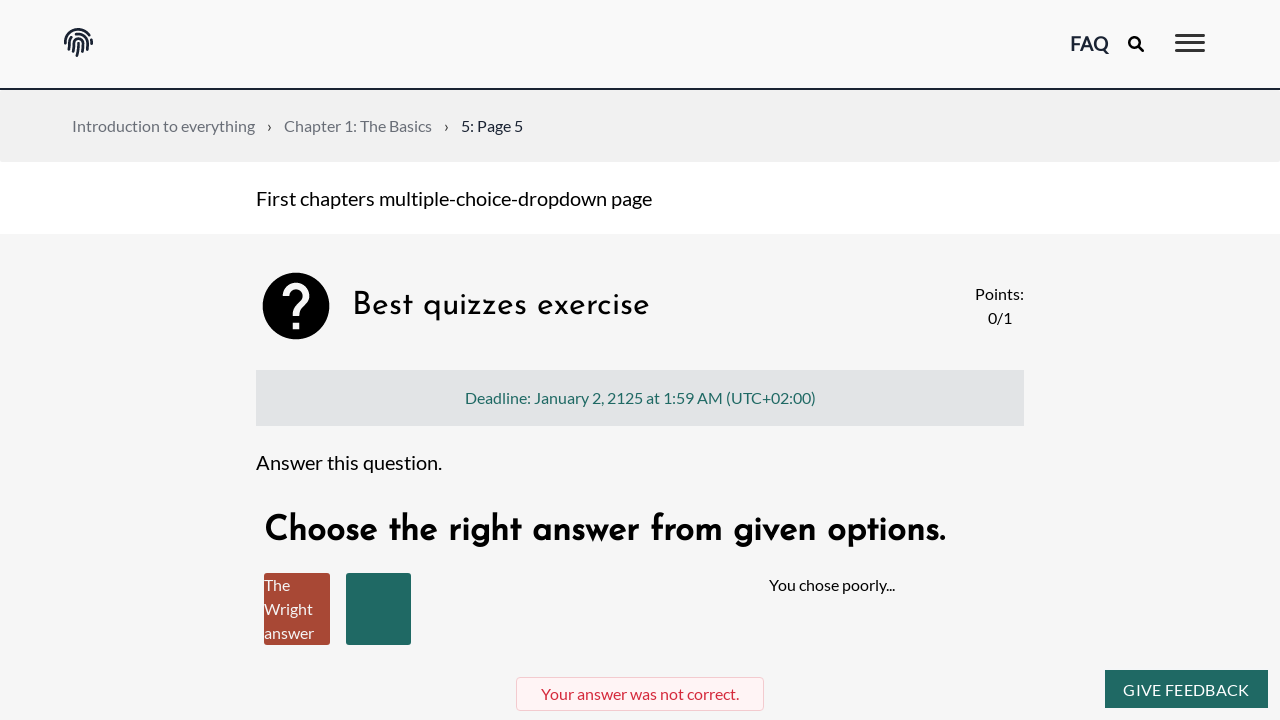 FAQ
Introduction to everything › Chapter 1: The Basics › 5: Page 5
First chapters multiple-choice-dropdown page
Best quizzes exercise
Points:
0/1
Deadline: January 2, 2125 at 1:59 AM (UTC+02:00)
Answer this question.
Choose the right answer from given options.
The
Wright
answer
You chose poorly...
Your answer was not correct.
GIVE FEEDBACK